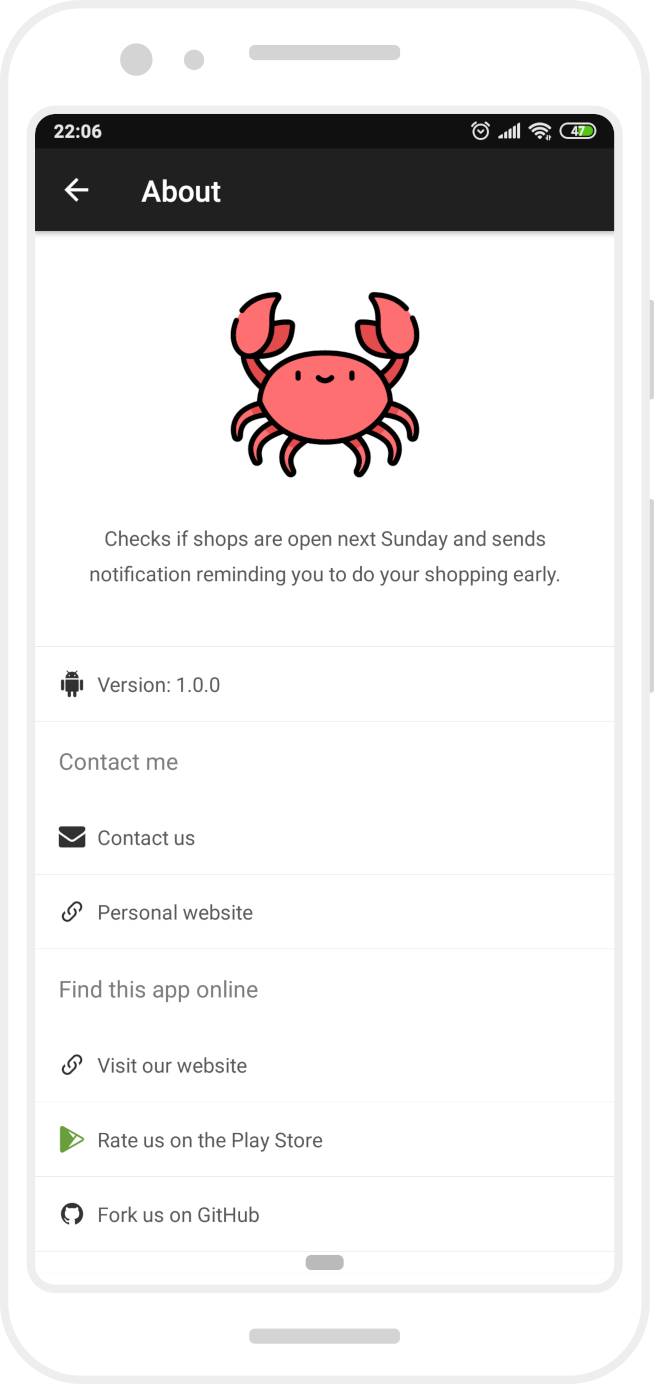 22:06
47
About
Checks if shops are open next Sunday and sends
notification reminding you to do your shopping early.
Version: 1.0.0
Contact me
Contact us
Personal website
Find this app online
Visit our website
Rate us on the Play Store
Fork us on GitHub